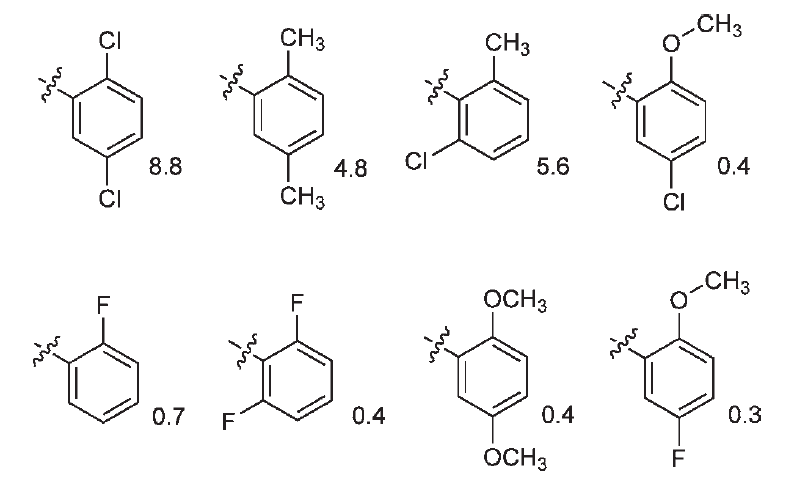 Cl CH3 CH3 O CH3
Cl 8.8 CH3 4.8 Cl 5.6 Cl 0.4
F F OCH3 O CH3
0.7 F 0.4 OCH3 0.4 F 0.3